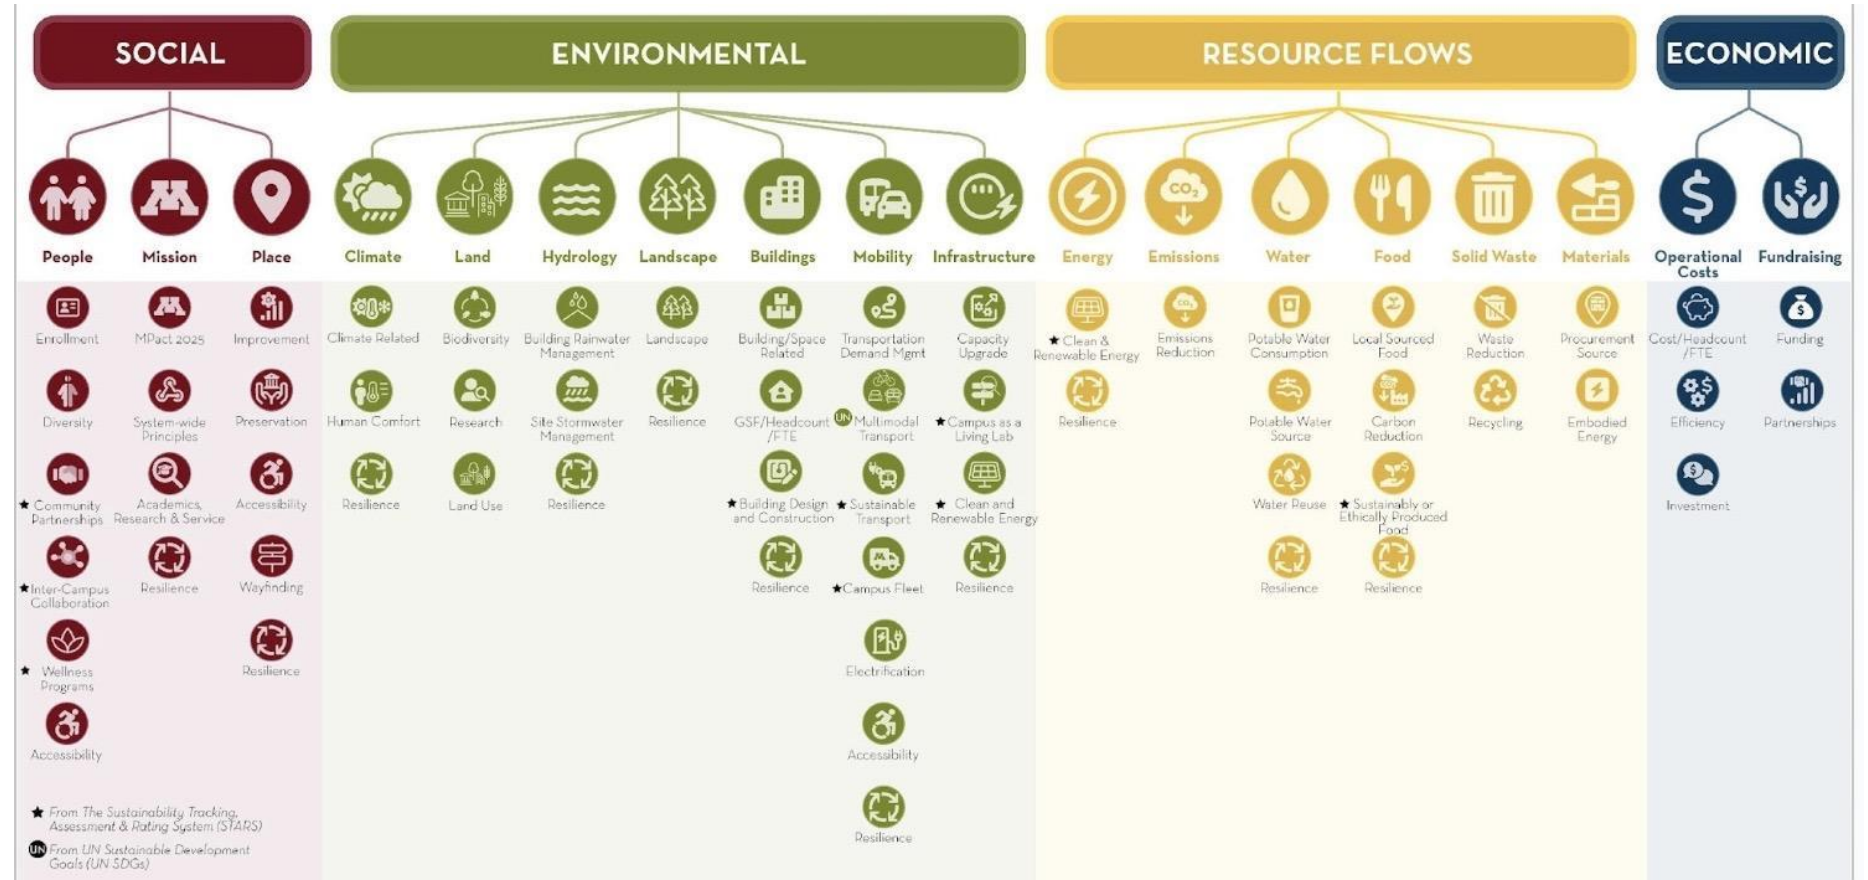 SOCIAL
ENVIRONMENTAL
RESOURCE FLOWS
ECONOMIC
People
Mission
Place
Climate
Land
Hydrology
Landscape
Buildings
Mobility
Infrastructure
Energy
CO₂
Emissions
Water
Food
Solid Waste
Materials
Operational
Costs
Fundraising
Enrollment
MPact 2025
Improvement
Climate Related
Biodiversity
Building Rainwater
Management
Landscape
Building/Space
Related
Transportation
Demand Mgmt
Capacity
Upgrade
★ Clean &
Renewable Energy
Emissions
Reduction
Potable Water
Consumption
Local Sourced
Food
Waste
Reduction
Procurement
Source
Cost/Headcount
/FTE
Funding
Diversity
System-wide
Principles
Preservation
Human Comfort
Research
Site Stormwater
Management
Resilience
GSF/Headcount
/FTE
UN Multimodal
Transport
★Campus as a
Living Lab
Resilience
Potable Water
Source
Carbon
Reduction
Recycling
Embodied
Energy
Efficiency
Partnerships
★ Community
Partnerships
Academics,
Research & Service
Accessibility
Resilience
Land Use
Resilience
★Building Design
and Construction
★ Sustainable
Transport
★ Clean and
Renewable Energy
Water Reuse
★ Sustainably or
Ethically Produced
Food
Investment
★Inter-Campus
Collaboration
Resilience
Wayfinding
Resilience
★Campus Fleet
Resilience
Resilience
Resilience
★ Wellness
Programs
Resilience
Electrification
Accessibility
Accessibility
Resilience
★ From The Sustainability Tracking,
Assessment & Rating System (STARS)
UN From UN Sustainable Development
Goals (UN SDGs)